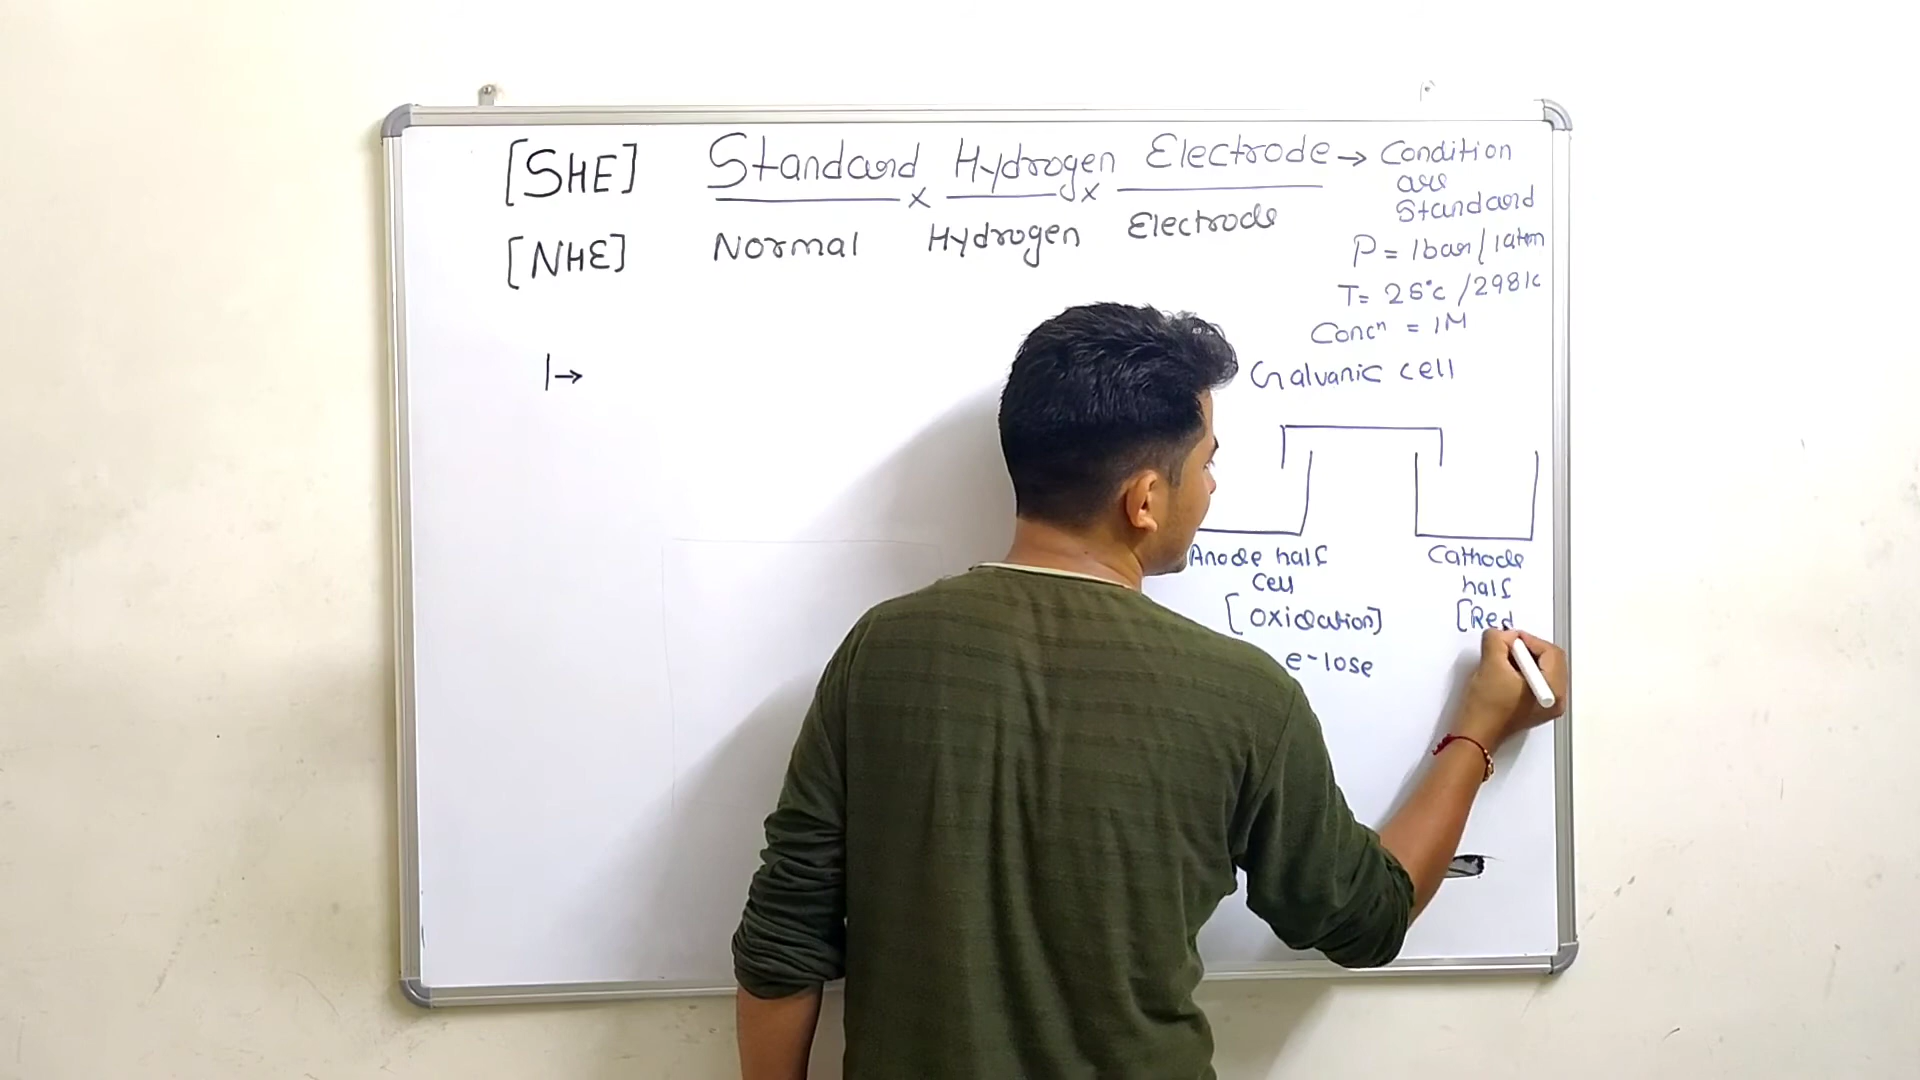 [SHE] Standard Hydrogen Electrode → Condition
are
Standard
[NHE] Normal Hydrogen Electrode
P = 1bar/1atm
T= 25°c /298k
Concⁿ = 1M
1→
Galvanic cell
Anode half
Cell
[Oxidation]
e-lose
Cathode
half
[Red